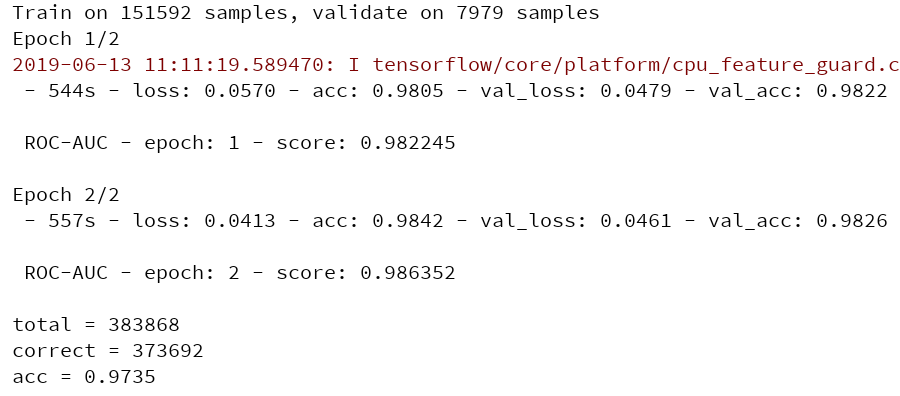 Train on 151592 samples, validate on 7979 samples
Epoch 1/2
2019-06-13 11:11:19.589470: I tensorflow/core/platform/cpu_feature_guard.c
- 544s - loss: 0.0570 - acc: 0.9805 - val_loss: 0.0479 - val_acc: 0.9822
ROC-AUC - epoch: 1 - score: 0.982245
Epoch 2/2
- 557s - loss: 0.0413 - acc: 0.9842 - val_loss: 0.0461 - val_acc: 0.9826
ROC-AUC - epoch: 2 - score: 0.986352
total = 383868
correct = 373692
acc = 0.9735